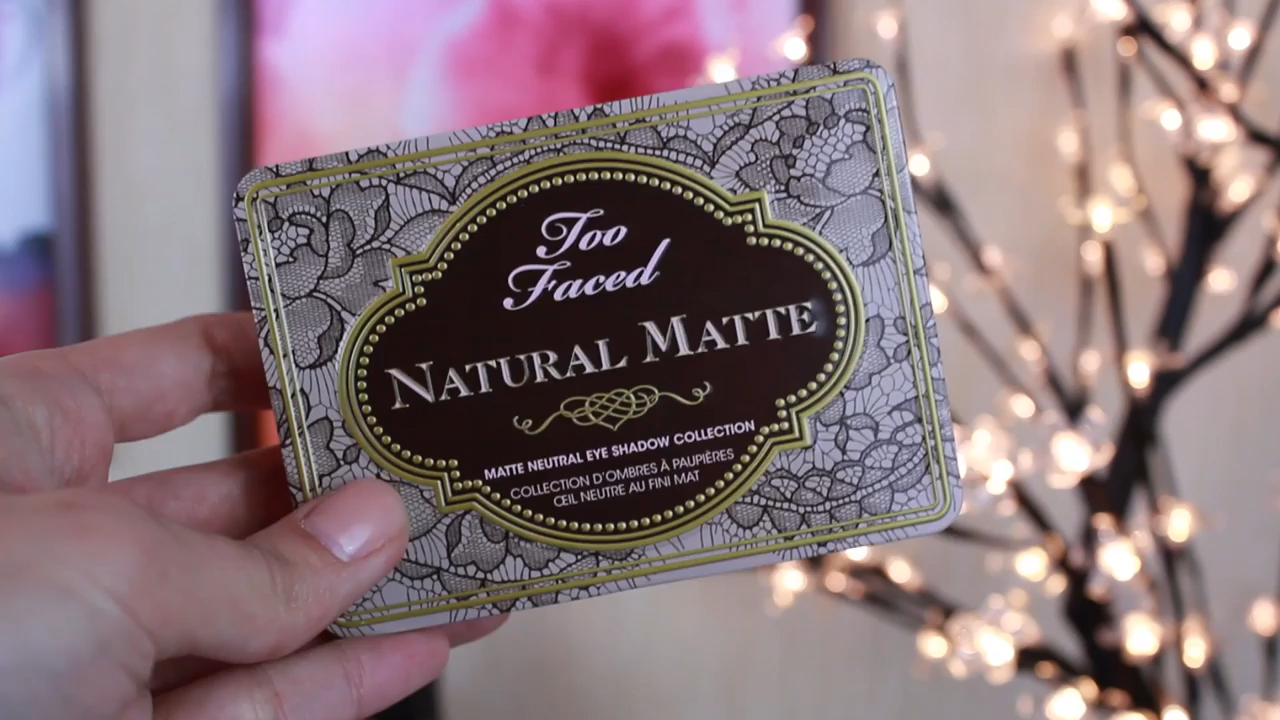 Too
Faced
NATURAL MATTE
MATTE NEUTRAL EYE SHADOW COLLECTION
COLLECTION D'OMBRES À PAUPIÈRES
ŒIL NEUTRE AU FINI MAT